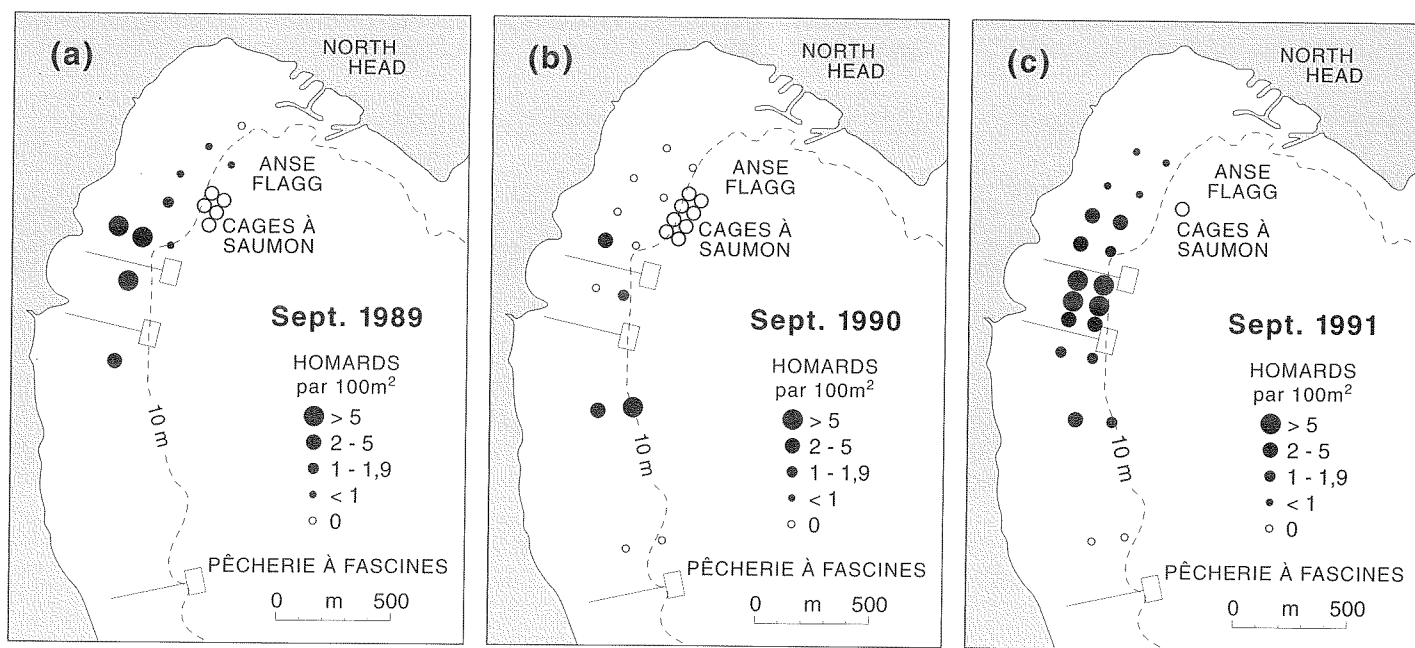 (a)
NORTH
HEAD
ANSE
FLAGG
CAGES À
SAUMON
Sept. 1989
HOMARDS
par 100m²
> 5
2 - 5
1 - 1,9
< 1
0
10 m
PÊCHERIE À FASCINES
0 m 500
(b)
NORTH
HEAD
ANSE
FLAGG
CAGES À
SAUMON
Sept. 1990
HOMARDS
par 100m²
> 5
2 - 5
1 - 1,9
< 1
0
10 m
PÊCHERIE À FASCINES
0 m 500
(c)
NORTH
HEAD
ANSE
FLAGG
CAGES À
SAUMON
Sept. 1991
HOMARDS
par 100m²
> 5
2 - 5
1 - 1,9
< 1
0
10 m
PÊCHERIE À FASCINES
0 m 500